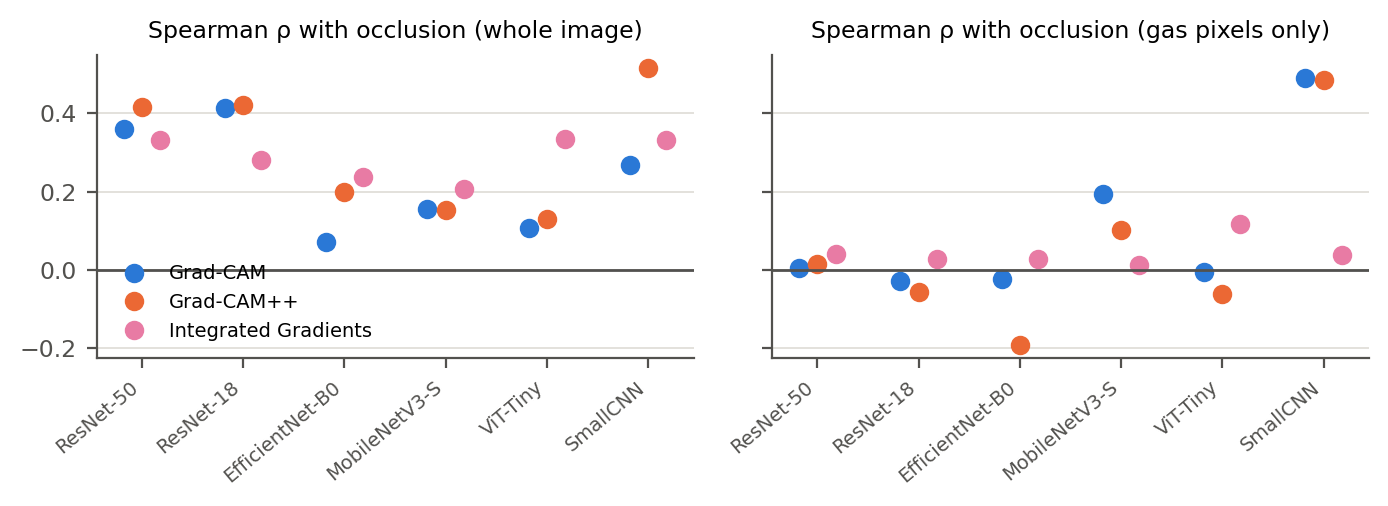 Spearman ρ with occlusion (whole image)
0.4
0.2
0.0
−0.2
Grad-CAM
Grad-CAM++
Integrated Gradients
ResNet-50
ResNet-18
EfficientNet-B0
MobileNetV3-S
ViT-Tiny
SmallCNN
Spearman ρ with occlusion (gas pixels only)
ResNet-50
ResNet-18
EfficientNet-B0
MobileNetV3-S
ViT-Tiny
SmallCNN